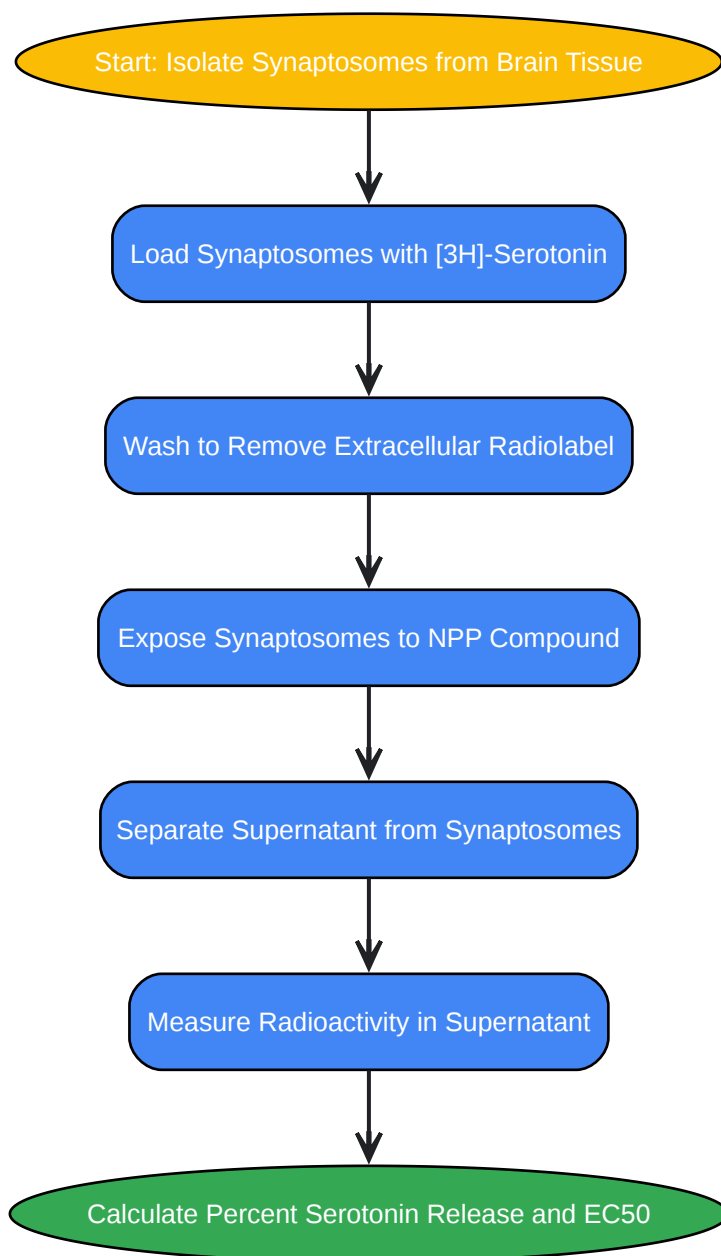 Start: Isolate Synaptosomes from Brain Tissue
Load Synaptosomes with [3H]-Serotonin
Wash to Remove Extracellular Radiolabel
Expose Synaptosomes to NPP Compound
Separate Supernatant from Synaptosomes
Measure Radioactivity in Supernatant
Calculate Percent Serotonin Release and EC50